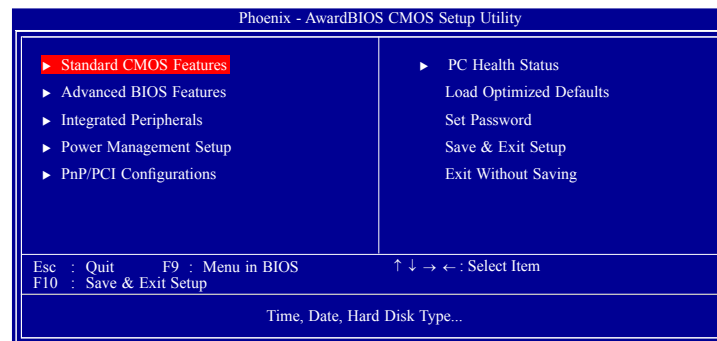 Phoenix - AwardBIOS CMOS Setup Utility
► Standard CMOS Features
► Advanced BIOS Features
► Integrated Peripherals
► Power Management Setup
► PnP/PCI Configurations
► PC Health Status
Load Optimized Defaults
Set Password
Save & Exit Setup
Exit Without Saving
Esc : Quit F9 : Menu in BIOS
F10 : Save & Exit Setup
↑ ↓ → ← : Select Item
Time, Date, Hard Disk Type...